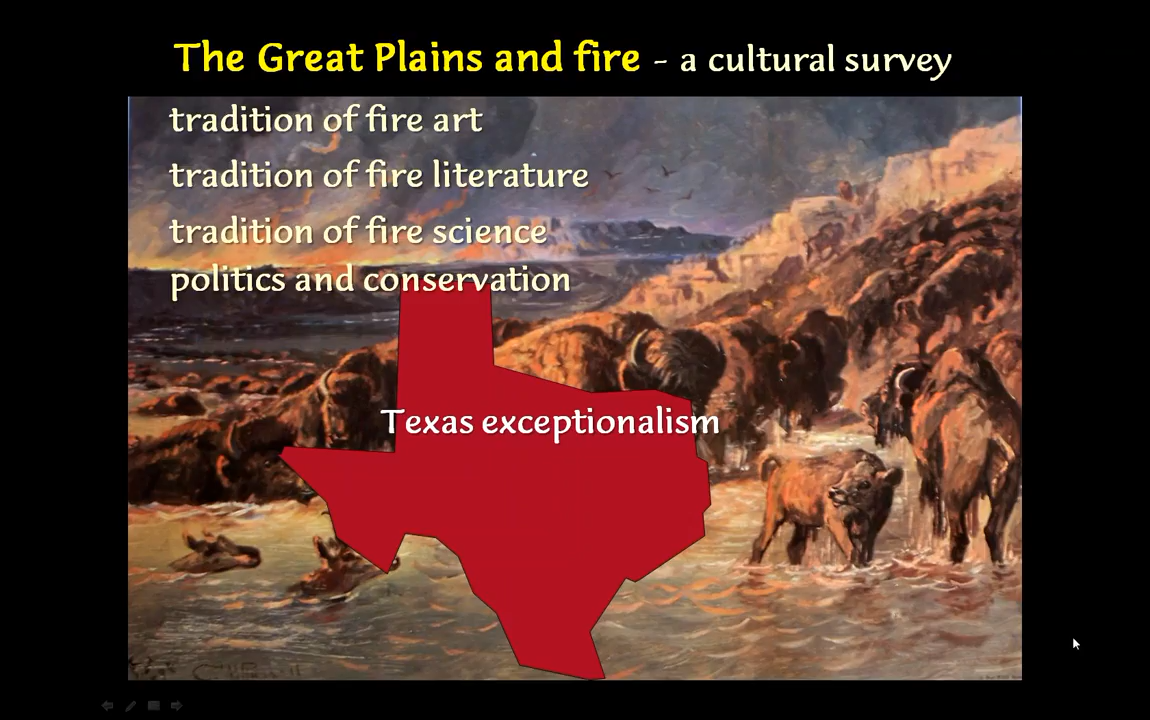 The Great Plains and fire - a cultural survey
tradition of fire art
tradition of fire literature
tradition of fire science
politics and conservation
Texas exceptionalism